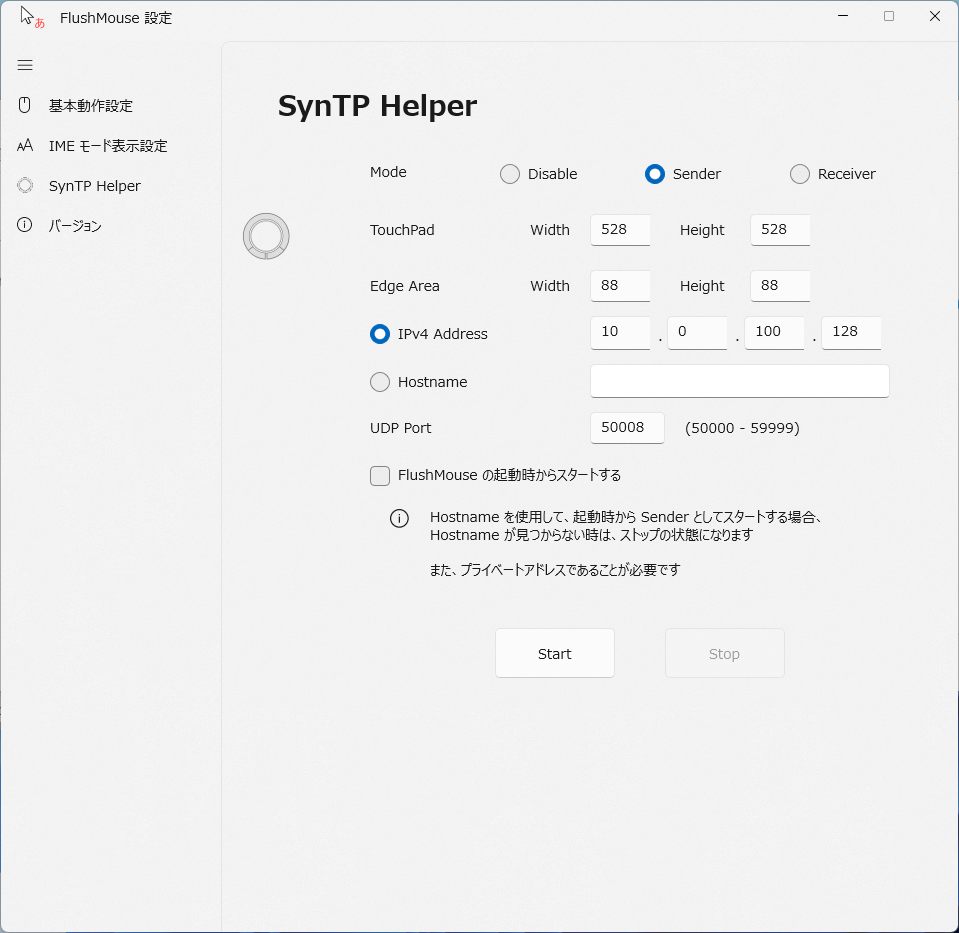 あ FlushMouse 設定
基本動作設定
AA IME モード表示設定
SynTP Helper
バージョン
SynTP Helper
Mode Disable Sender Receiver
TouchPad Width 528 Height 528
Edge Area Width 88 Height 88
IPv4 Address 10 . 0 . 100 . 128
Hostname
UDP Port 50008 (50000 - 59999)
FlushMouse の起動時からスタートする
Hostname を使用して、起動時から Sender としてスタートする場合、
Hostname が見つからない時は、ストップの状態になります
また、プライベートアドレスであることが必要です
Start Stop